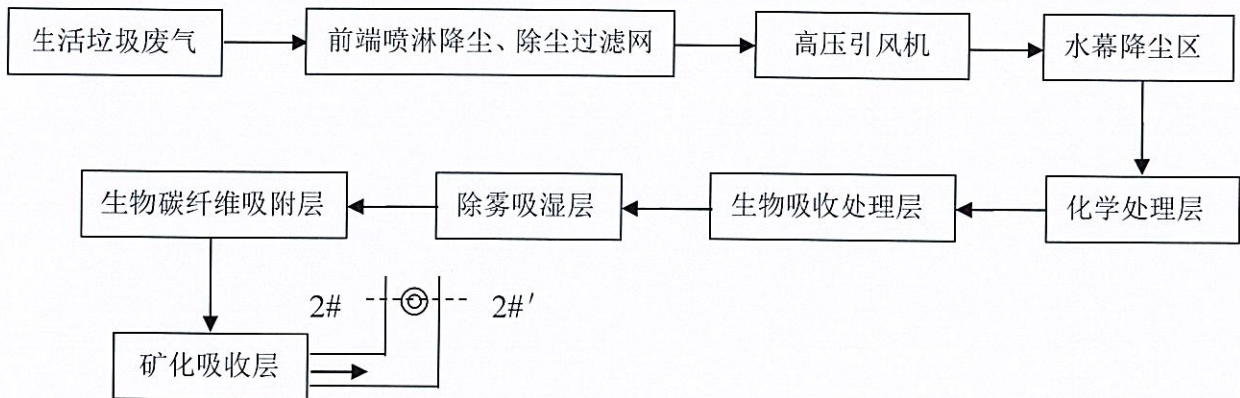 生活垃圾废气
前端喷淋降尘、除尘过滤网
高压引风机
水幕降尘区
化学处理层
生物吸收处理层
除雾吸湿层
生物碳纤维吸附层
2#
2#′
矿化吸收层